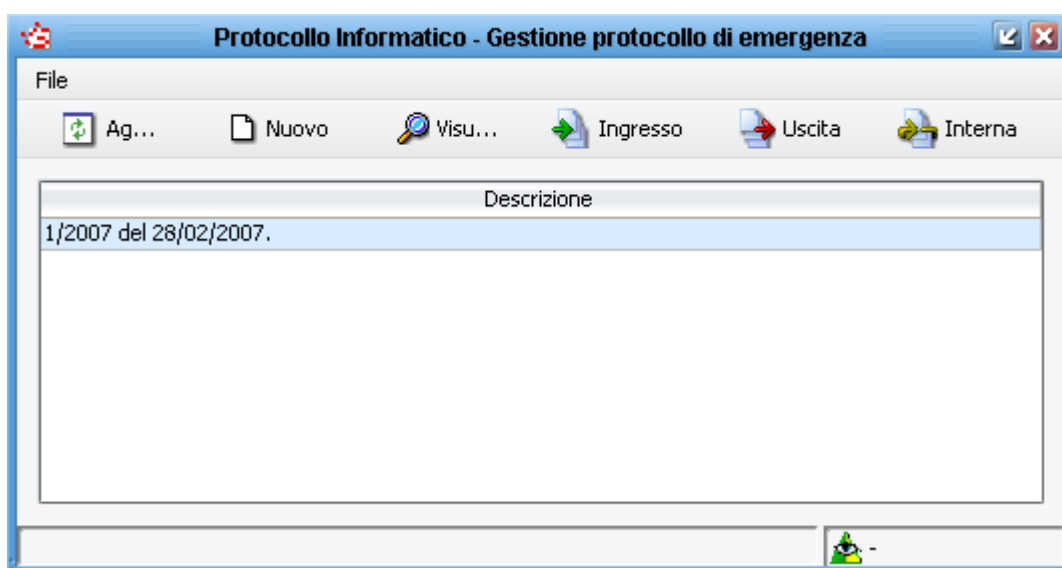 Protocollo Informatico - Gestione protocollo di emergenza
File
Ag... Nuovo Visu... Ingresso Uscita Interna
Descrizione
1/2007 del 28/02/2007.
-